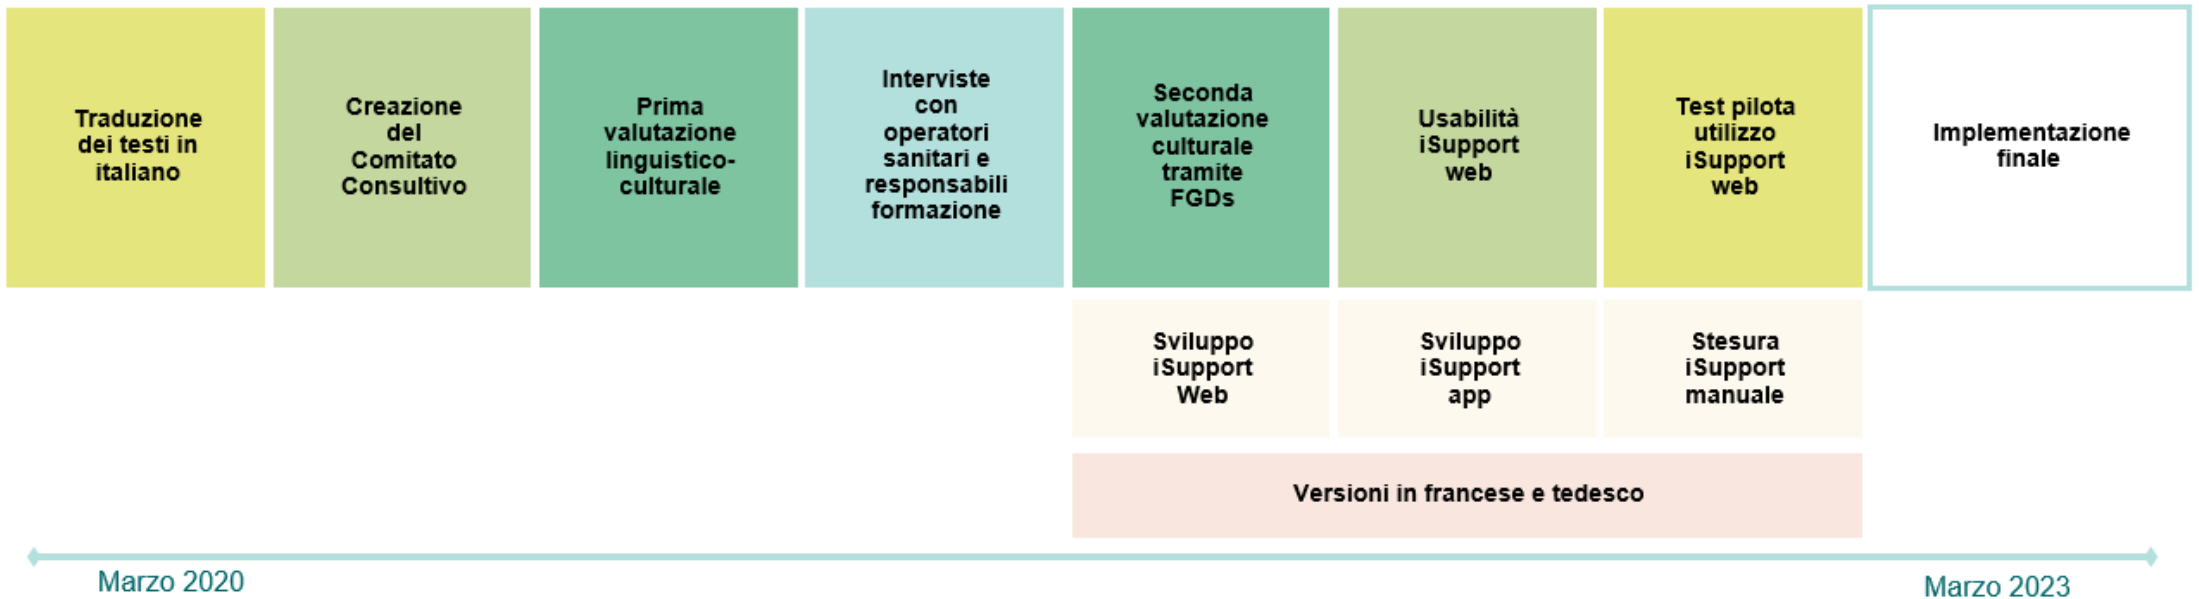 Traduzione
dei testi in
italiano
Creazione
del
Comitato
Consultivo
Prima
valutazione
linguistico-
culturale
Interviste
con
operatori
sanitari e
responsabili
formazione
Seconda
valutazione
culturale
tramite
FGDs
Usabilità
iSupport
web
Test pilota
utilizzo
iSupport
web
Implementazione
finale
Sviluppo
iSupport
Web
Sviluppo
iSupport
app
Stesura
iSupport
manuale
Versioni in francese e tedesco
Marzo 2020
Marzo 2023